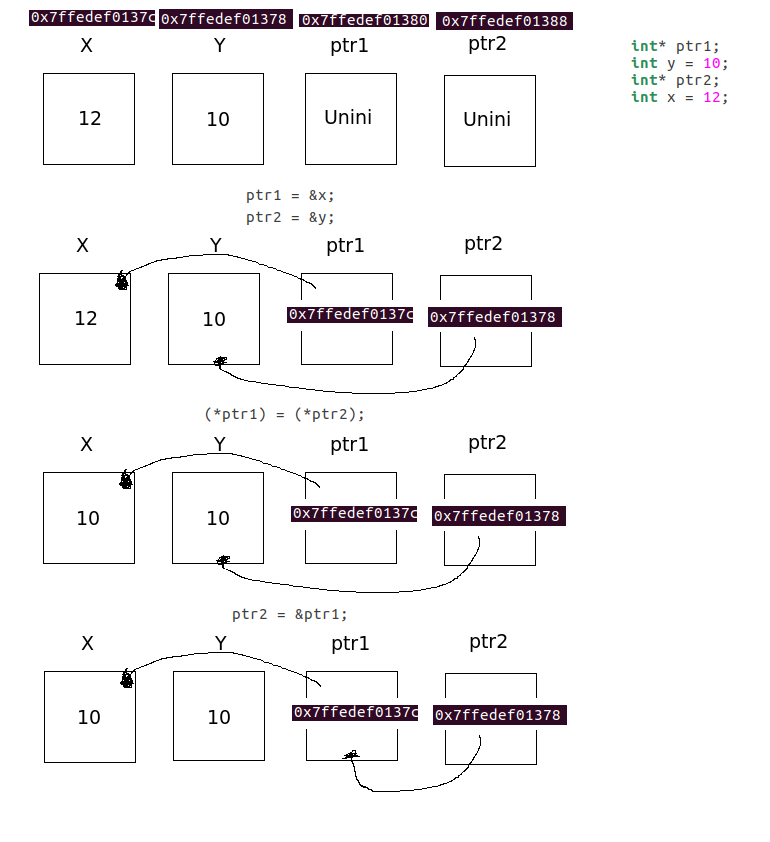 0x7ffedef0137c 0x7ffedef01378 0x7ffedef01380 0x7ffedef01388
X Y ptr1 ptr2
int* ptr1;
int y = 10;
int* ptr2;
int x = 12;
12 10 Unini Unini
ptr1 = &x;
ptr2 = &y;
X Y ptr1 ptr2
12 10 0x7ffedef0137c 0x7ffedef01378
(*ptr1) = (*ptr2);
X Y ptr1 ptr2
10 10 0x7ffedef0137c 0x7ffedef01378
ptr2 = &ptr1;
X Y ptr1 ptr2
10 10 0x7ffedef0137c 0x7ffedef01378